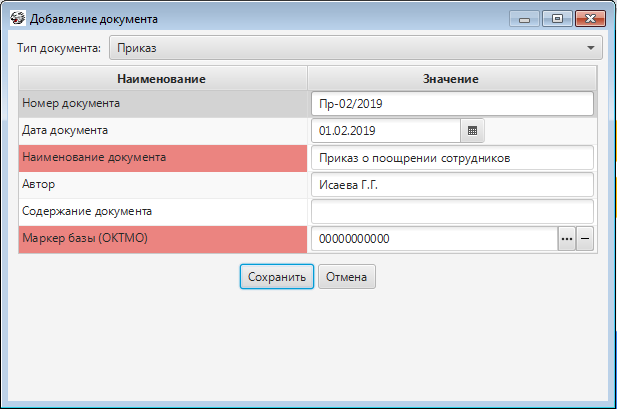 Добавление документа
Тип документа: Приказ
Наименование Значение
Номер документа Пр-02/2019
Дата документа 01.02.2019
Наименование документа Приказ о поощрении сотрудников
Автор Исаева Г.Г.
Содержание документа
Маркер базы (ОКТМО) 00000000000
Сохранить Отмена